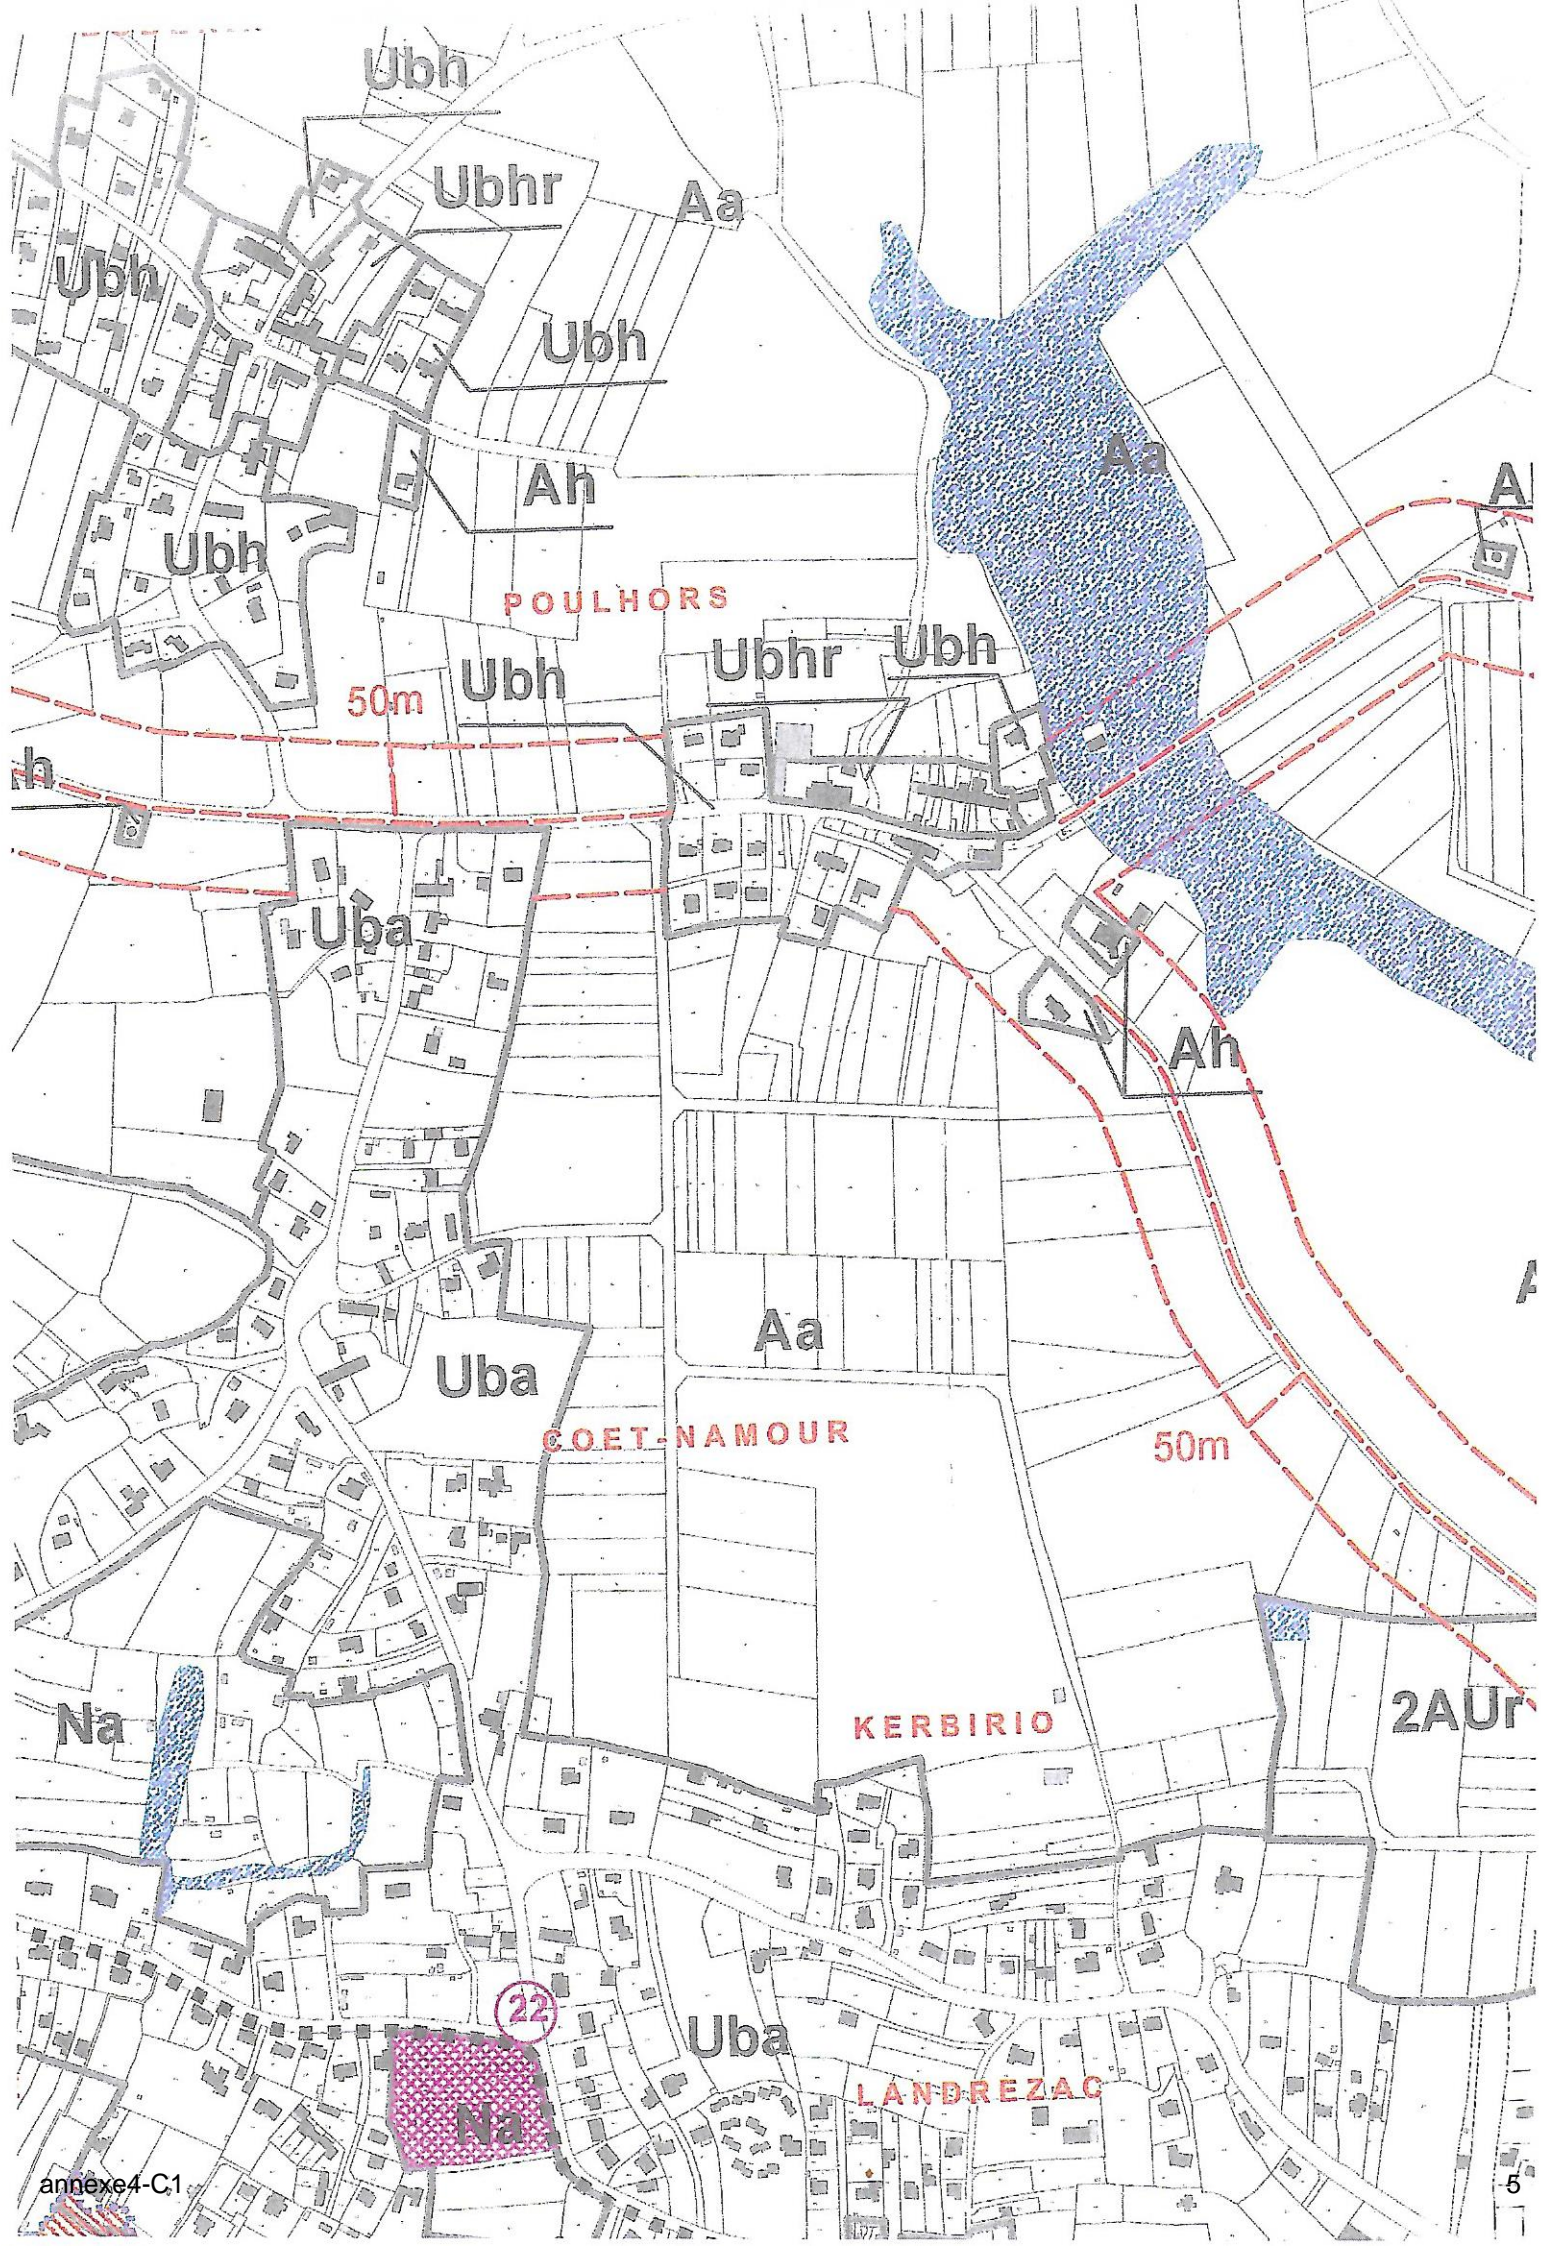 Ubh
Ubhr
Aa
Ubh
Ubh
Aa
Ah
Ubh
POULHORS
Ubhr
Ubh
Ubh
50m
Uba
Ah
Aa
Uba
COET-NAMOUR
50m
Na
2AUr
KERBIRIO
22
Uba
LANDREZAC
Na
annexe4-C1
5